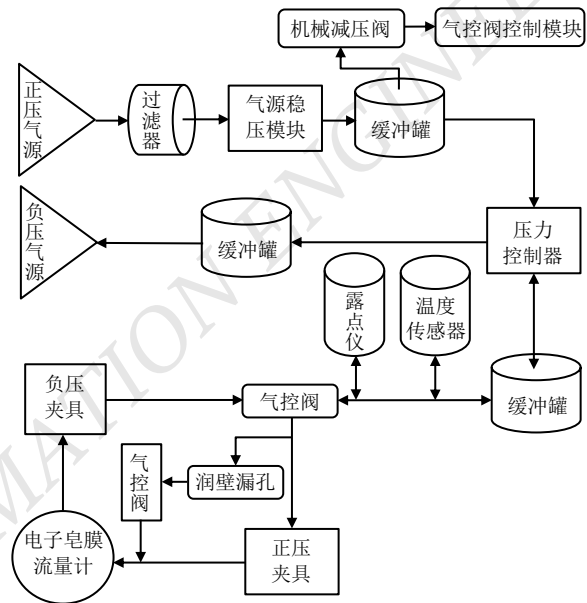 机械减压阀
气控阀控制模块
正压气源
过滤器
气源稳
压模块
缓冲罐
负压气源
缓冲罐
压力
控制器
露点仪
温度
传感器
负压
夹具
气控阀
缓冲罐
气控阀
润壁漏孔
电子皂膜
流量计
正压
夹具
MATION ENGINEE